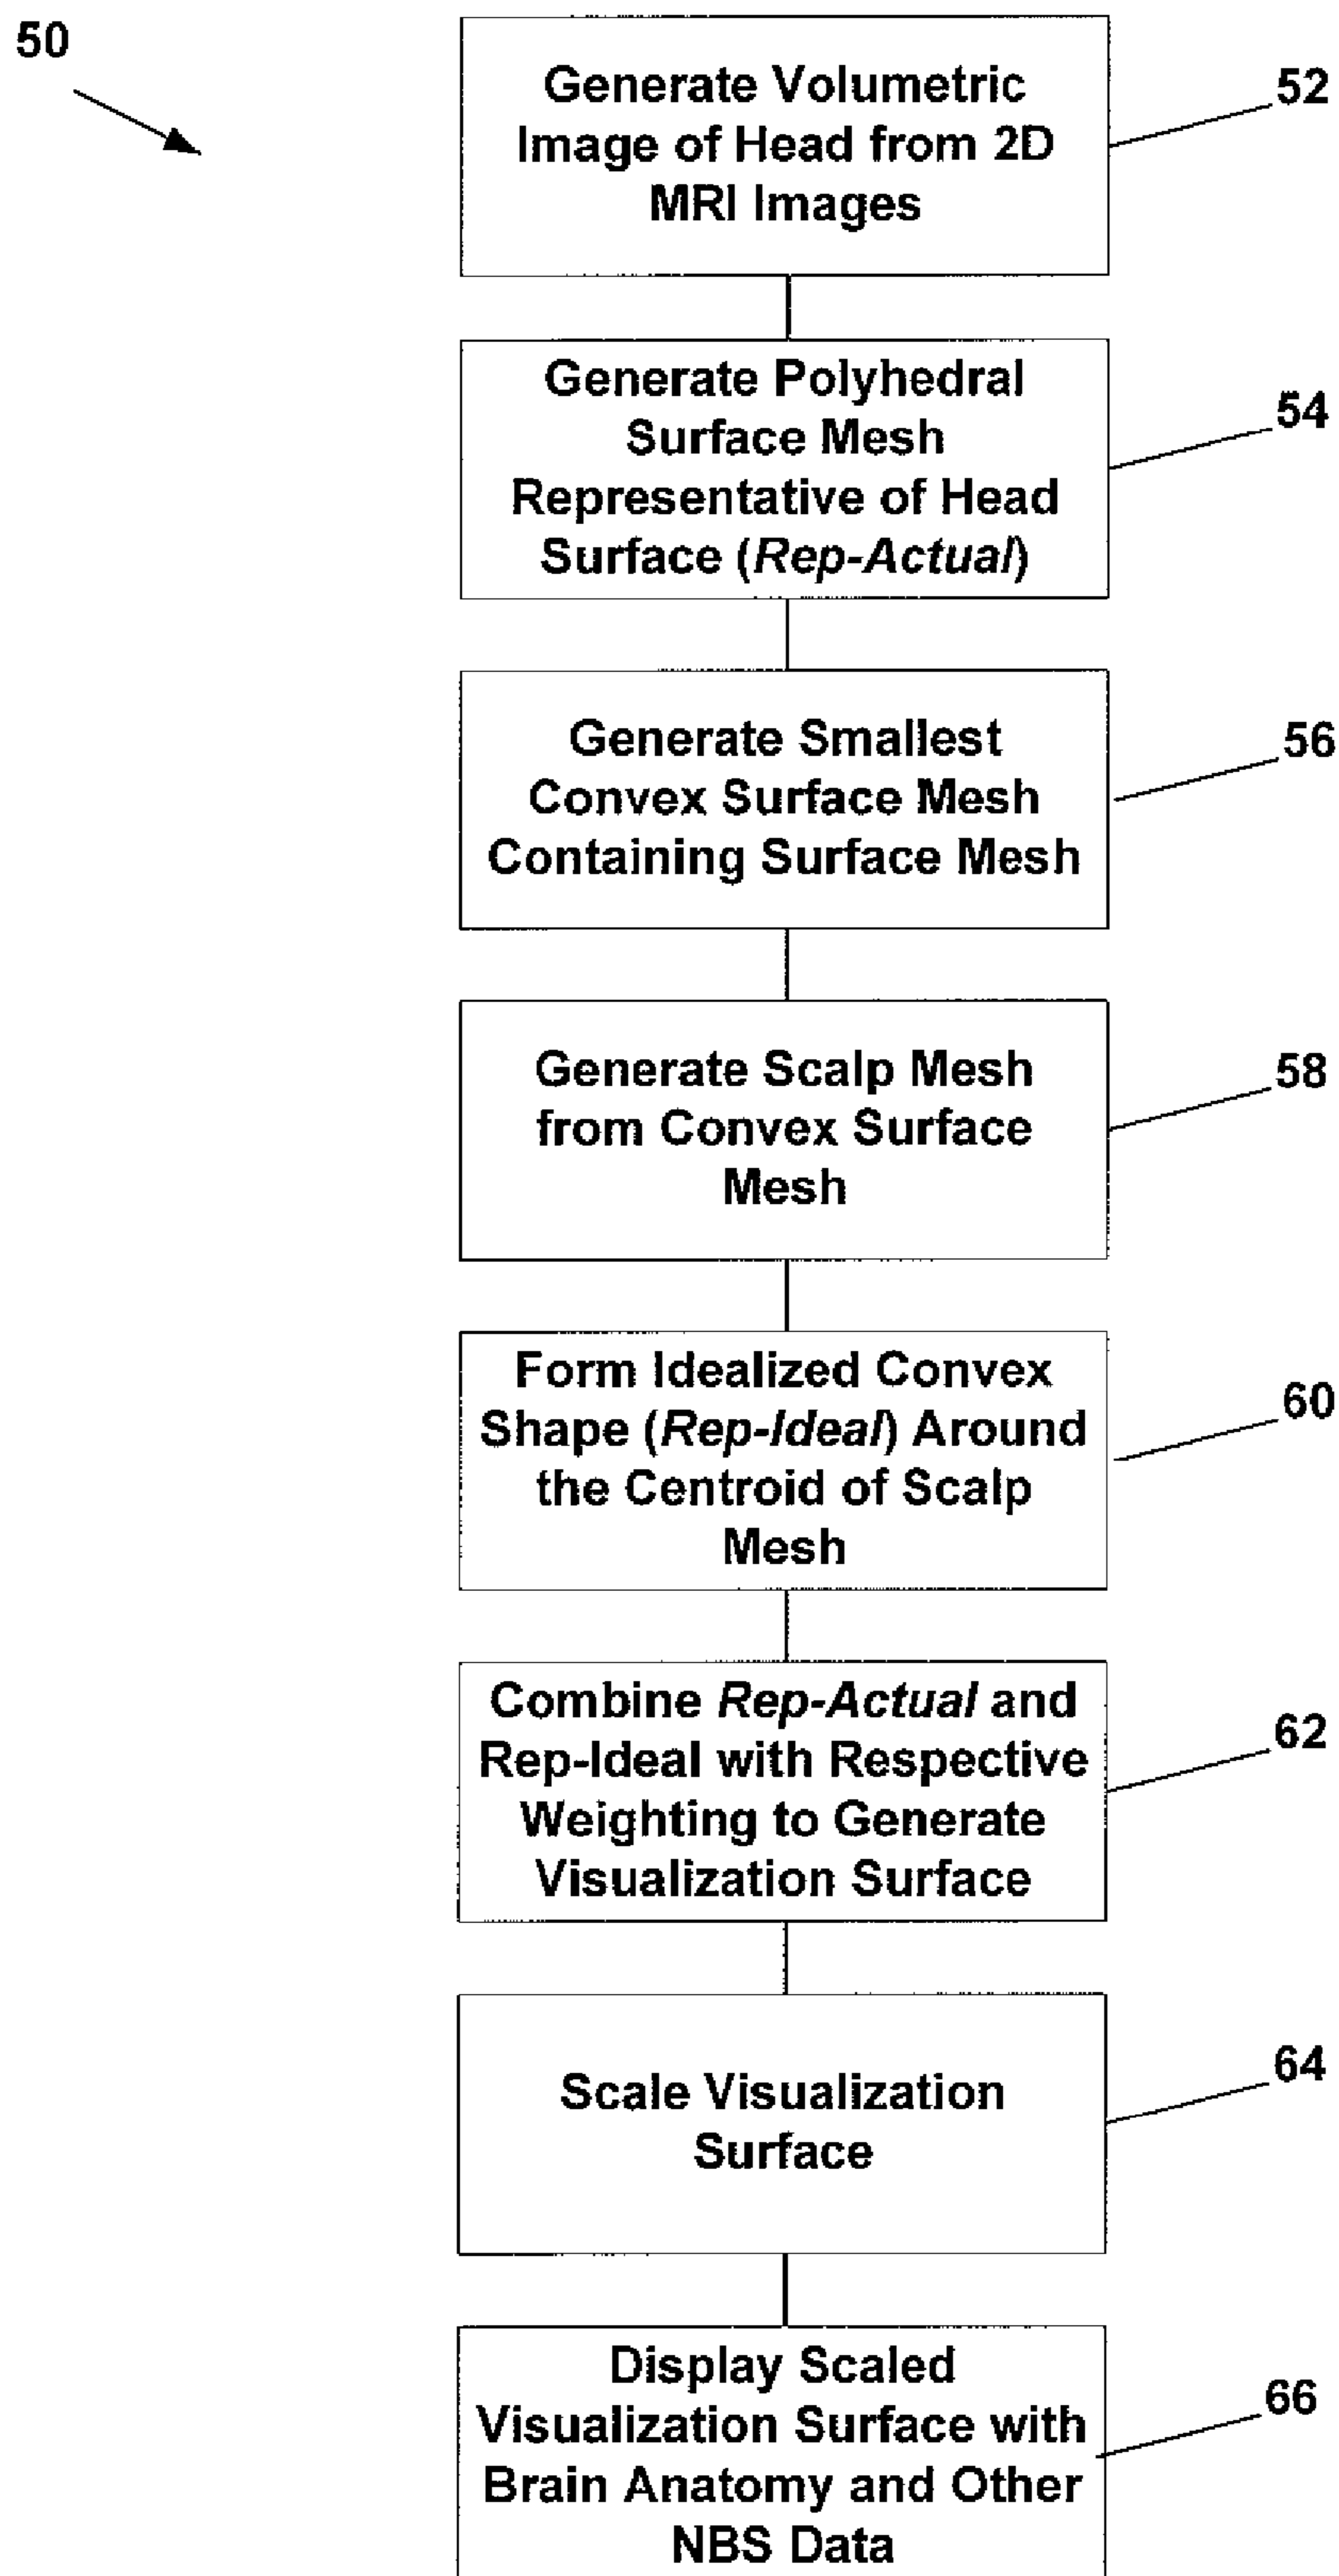 50
Generate Volumetric
Image of Head from 2D
MRI Images
52
Generate Polyhedral
Surface Mesh
Representative of Head
Surface (Rep-Actual)
54
Generate Smallest
Convex Surface Mesh
Containing Surface Mesh
56
Generate Scalp Mesh
from Convex Surface
Mesh
58
Form Idealized Convex
Shape (Rep-Ideal) Around
the Centroid of Scalp
Mesh
60
Combine Rep-Actual and
Rep-Ideal with Respective
Weighting to Generate
Visualization Surface
62
Scale Visualization
Surface
64
Display Scaled
Visualization Surface with
Brain Anatomy and Other
NBS Data
66